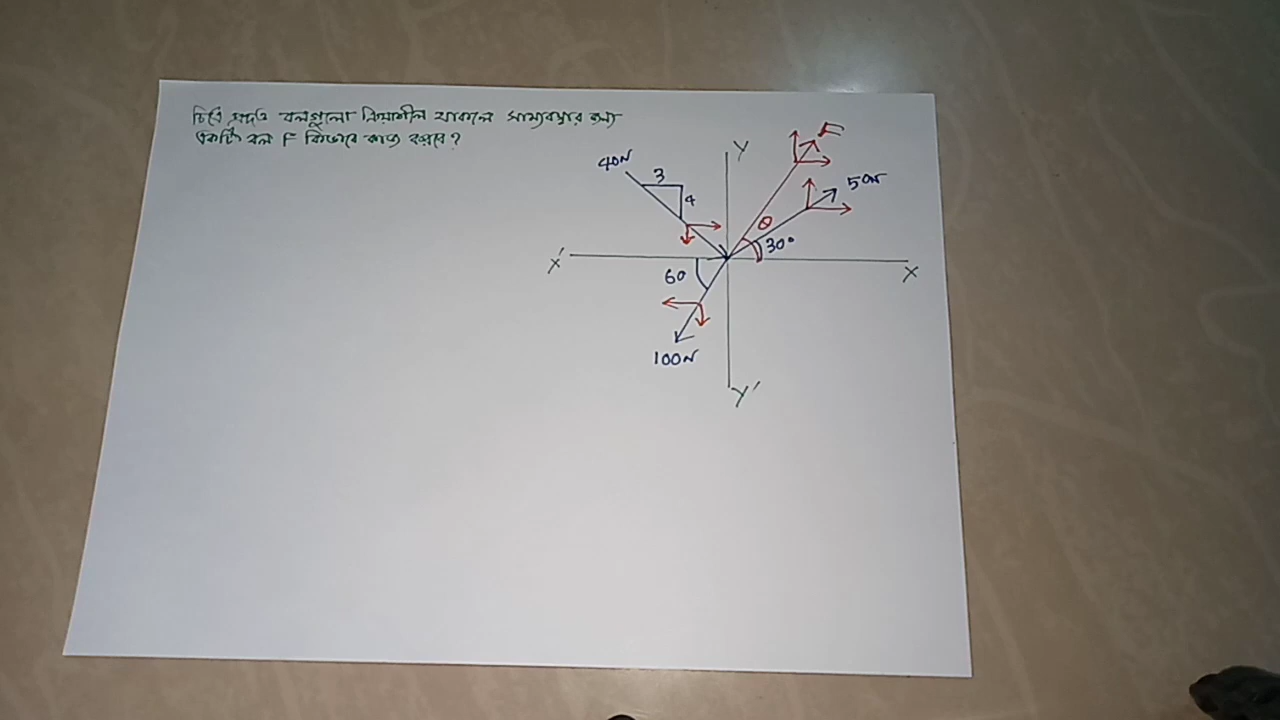 চিত্রে প্রদত্ত বলগুলো ক্রিয়াশীল থাকলে সাম্যবস্থার জন্য
একটি বল F কিভাবে কাজ করবে?
40N
3
4
Y
F
50N
θ
30°
X'
X
60
100N
Y'